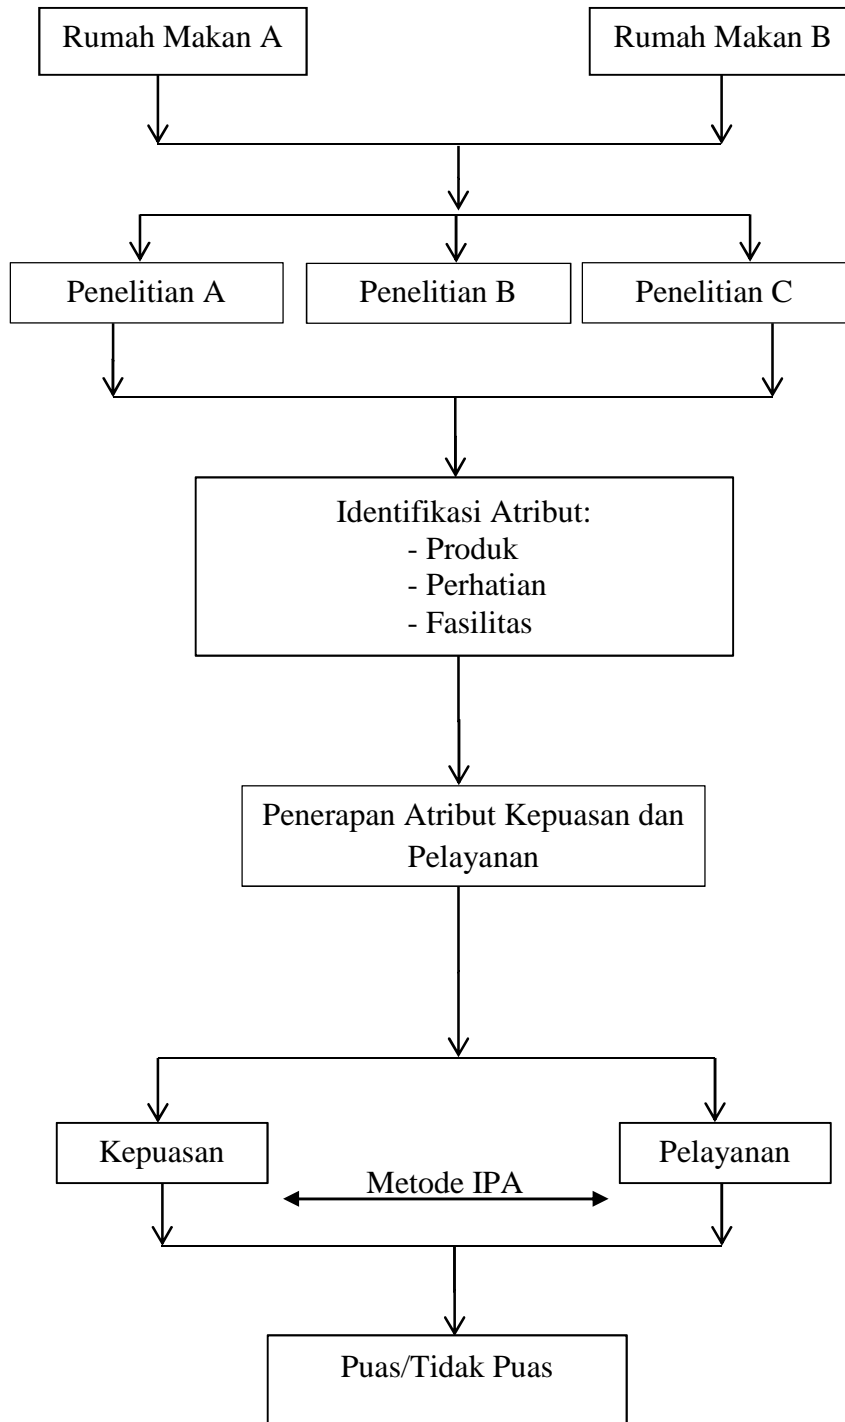 Rumah Makan A
Rumah Makan B
Penelitian A
Penelitian B
Penelitian C
Identifikasi Atribut:
- Produk
- Perhatian
- Fasilitas
Penerapan Atribut Kepuasan dan
Pelayanan
Kepuasan
Pelayanan
Metode IPA
Puas/Tidak Puas